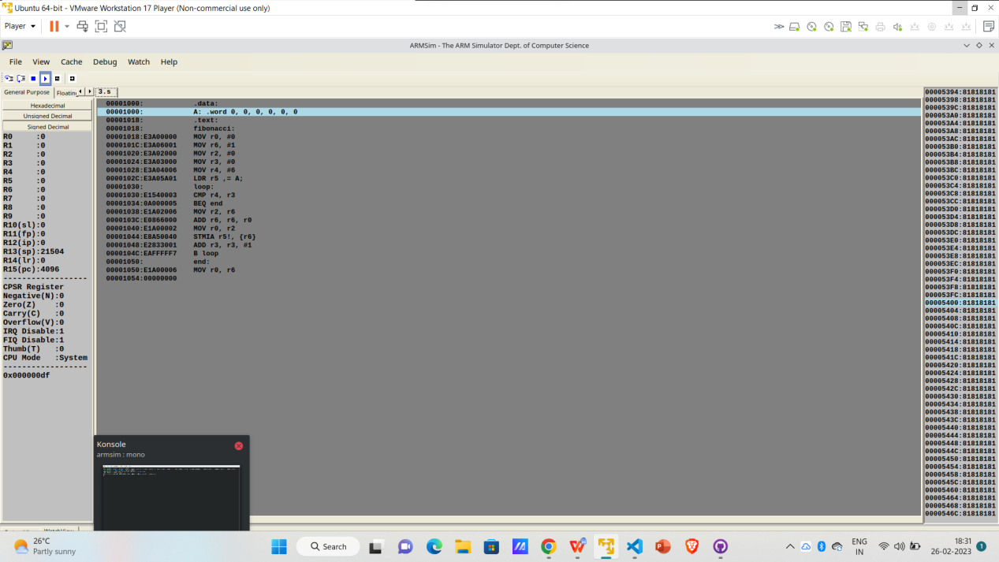 Ubuntu 64-bit - VMware Workstation 17 Player (Non-commercial use only)
Player
ARMSim - The ARM Simulator Dept. of Computer Science
File View Cache Debug Watch Help
General Purpose Floating
Hexadecimal
Unsigned Decimal
Signed Decimal
R0 :0
R1 :0
R2 :0
R3 :0
R4 :0
R5 :0
R6 :0
R7 :0
R8 :0
R9 :0
R10(sl):0
R11(fp):0
R12(ip):0
R13(sp):21504
R14(lr):0
R15(pc):4096
------------------
CPSR Register
Negative(N):0
Zero(Z) :0
Carry(C) :0
Overflow(V):0
IRQ Disable:1
FIQ Disable:1
Thumb(T) :0
CPU Mode :System
------------------
0x000000df
3.s
00001000: .data:
00001000: A: .word 0, 0, 0, 0, 0, 0
00001018: .text:
00001018: fibonacci:
00001018:E3A00000 MOV r0, #0
0000101C:E3A06001 MOV r6, #1
00001020:E3A02000 MOV r2, #0
00001024:E3A03000 MOV r3, #0
00001028:E3A04006 MOV r4, #6
0000102C:E3A05A01 LDR r5 ,= A;
00001030: loop:
00001030:E1540003 CMP r4, r3
00001034:0A000005 BEQ end
00001038:E1A02006 MOV r2, r6
0000103C:E0866000 ADD r6, r6, r0
00001040:E1A00002 MOV r0, r2
00001044:E8A50040 STMIA r5!, {r6}
00001048:E2833001 ADD r3, r3, #1
0000104C:EAFFFFF7 B loop
00001050: end:
00001050:E1A00006 MOV r0, r6
00001054:00000000
00005394:81818181
00005398:81818181
0000539C:81818181
000053A0:81818181
000053A4:81818181
000053A8:81818181
000053AC:81818181
000053B0:81818181
000053B4:81818181
000053B8:81818181
000053BC:81818181
000053C0:81818181
000053C4:81818181
000053C8:81818181
000053CC:81818181
000053D0:81818181
000053D4:81818181
000053D8:81818181
000053DC:81818181
000053E0:81818181
000053E4:81818181
000053E8:81818181
000053EC:81818181
000053F0:81818181
000053F4:81818181
000053F8:81818181
000053FC:81818181
00005400:81818181
00005404:81818181
00005408:81818181
0000540C:81818181
00005410:81818181
00005414:81818181
00005418:81818181
0000541C:81818181
00005420:81818181
00005424:81818181
00005428:81818181
0000542C:81818181
00005430:81818181
00005434:81818181
00005438:81818181
0000543C:81818181
00005440:81818181
00005444:81818181
00005448:81818181
0000544C:81818181
00005450:81818181
00005454:81818181
00005458:81818181
0000545C:81818181
00005460:81818181
00005464:81818181
00005468:81818181
0000546C:81818181
Konsole
armsim : mono
26°C
Partly sunny
Search
ENG
IN
18:31
26-02-2023
1